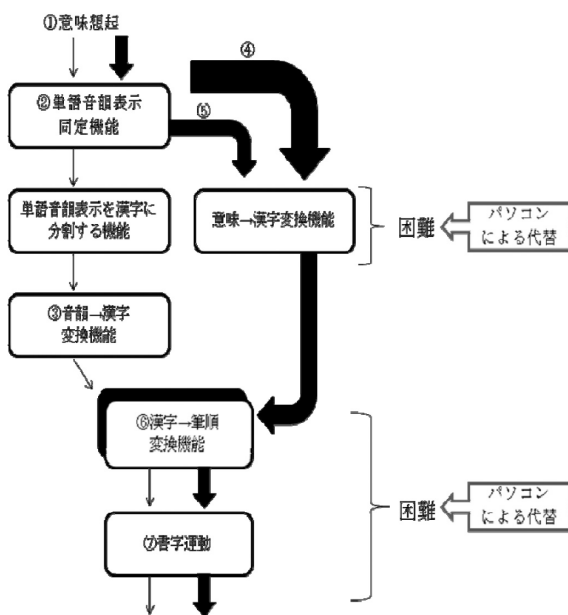 ①意味想起
④
②単語音韻表示
同定機能
⑤
単語音韻表示を漢字に
分割する機能
意味→漢字変換機能
困難
パソコン
による代替
③音韻→漢字
変換機能
⑥漢字→筆順
変換機能
⑦書字運動
困難
パソコン
による代替